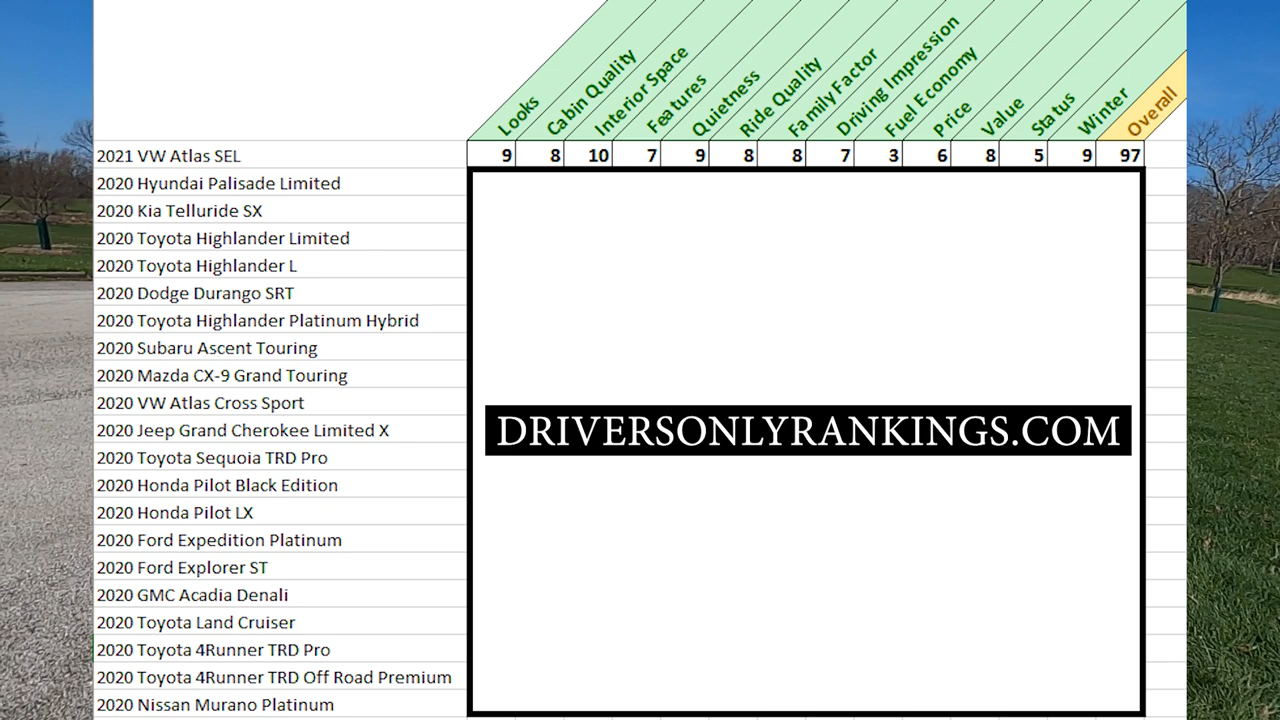 Looks
Cabin Quality
Interior Space
Features
Quietness
Ride Quality
Family Factor
Driving Impression
Fuel Economy
Price
Value
Status
Winter
Overall
2021 VW Atlas SEL 9 8 10 7 9 8 8 7 3 6 8 5 9 97
2020 Hyundai Palisade Limited
2020 Kia Telluride SX
2020 Toyota Highlander Limited
2020 Toyota Highlander L
2020 Dodge Durango SRT
2020 Toyota Highlander Platinum Hybrid
2020 Subaru Ascent Touring
2020 Mazda CX-9 Grand Touring
2020 VW Atlas Cross Sport
2020 Jeep Grand Cherokee Limited X
DRIVERSONLYRANKINGS.COM
2020 Toyota Sequoia TRD Pro
2020 Honda Pilot Black Edition
2020 Honda Pilot LX
2020 Ford Expedition Platinum
2020 Ford Explorer ST
2020 GMC Acadia Denali
2020 Toyota Land Cruiser
2020 Toyota 4Runner TRD Pro
2020 Toyota 4Runner TRD Off Road Premium
2020 Nissan Murano Platinum